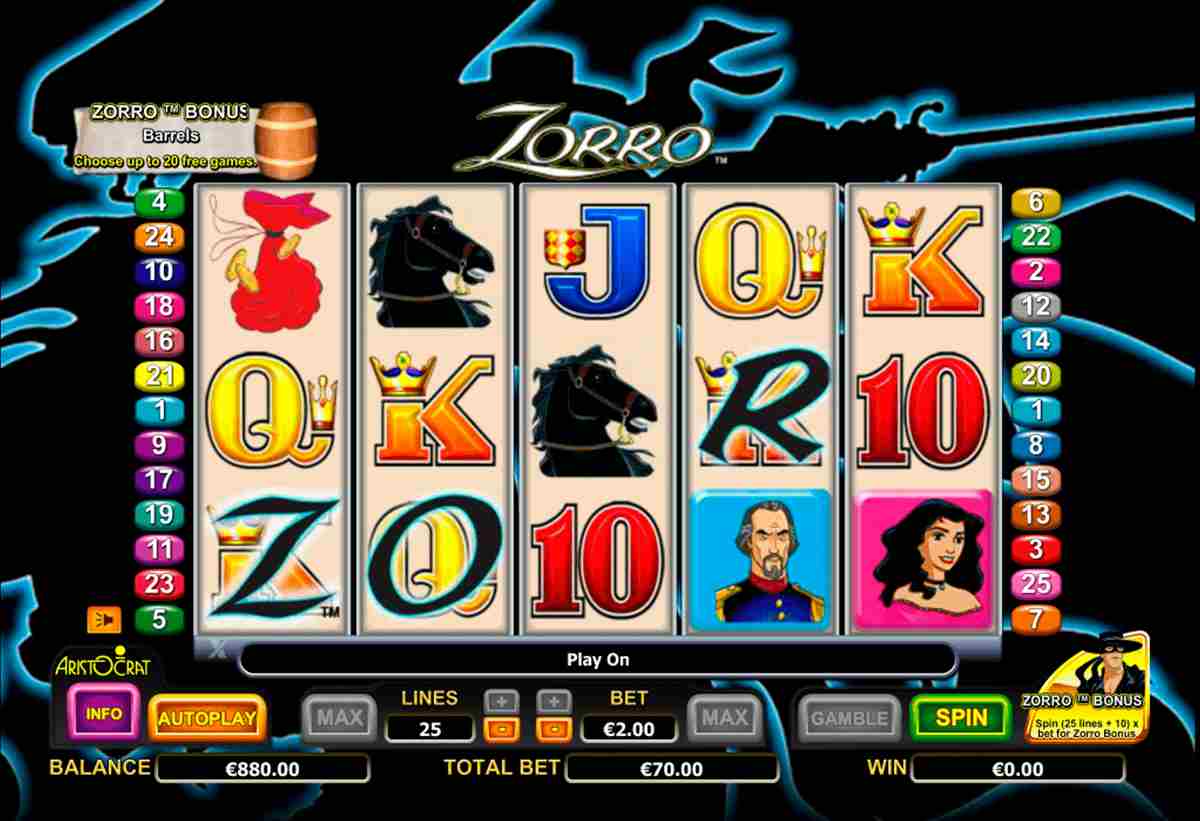 ZORRO ™ BONUS
Barrels
Choose up to 20 free games.
ZORRO ™
4
24
10
18
16
21
1
9
17
19
11
23
5
J Q K
Q K K R 10
K Z ™ Q O 10
6
22
2
12
14
20
1
8
15
13
3
25
7
X
Play On
ARISTOCRAT
INFO
AUTOPLAY
MAX
LINES
25
BET
€2.00
MAX
GAMBLE
SPIN
ZORRO ™ BONUS
Spin (25 lines + 10) x
bet for Zorro Bonus
BALANCE €880.00
TOTAL BET €70.00
WIN €0.00